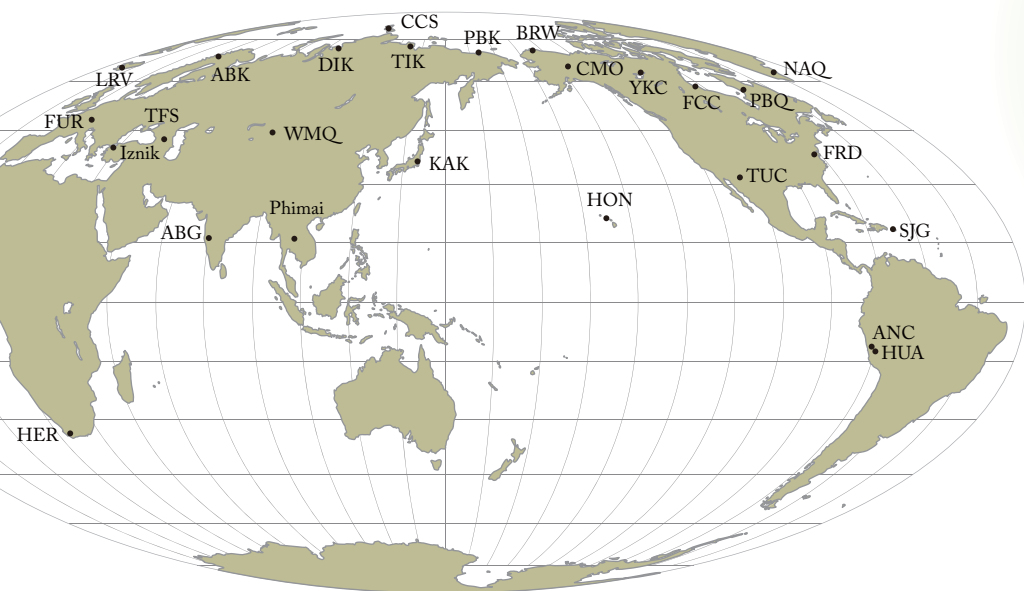 CCS
PBK
BRW
LRV
ABK
DIK
TIK
CMO
NAQ
YKC
FCC
PBQ
FUR
TFS
WMQ
Iznik
KAK
FRD
TUC
Phimai
HON
ABG
SJG
ANC
HUA
HER